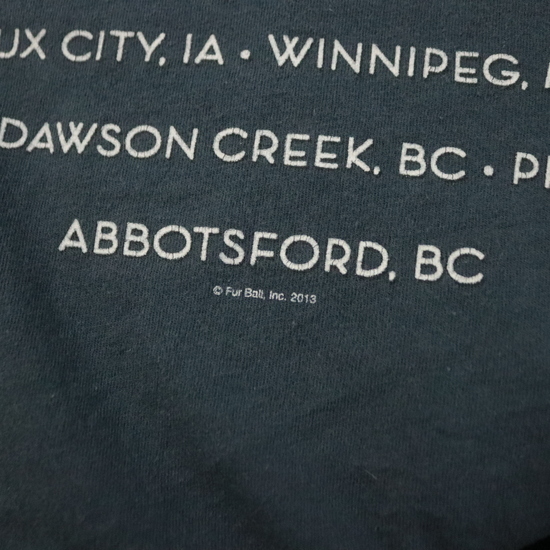 UX CITY, IA • WINNIPEG,
DAWSON CREEK, BC •
ABBOTSFORD, BC
© Fur Ball, Inc. 2013